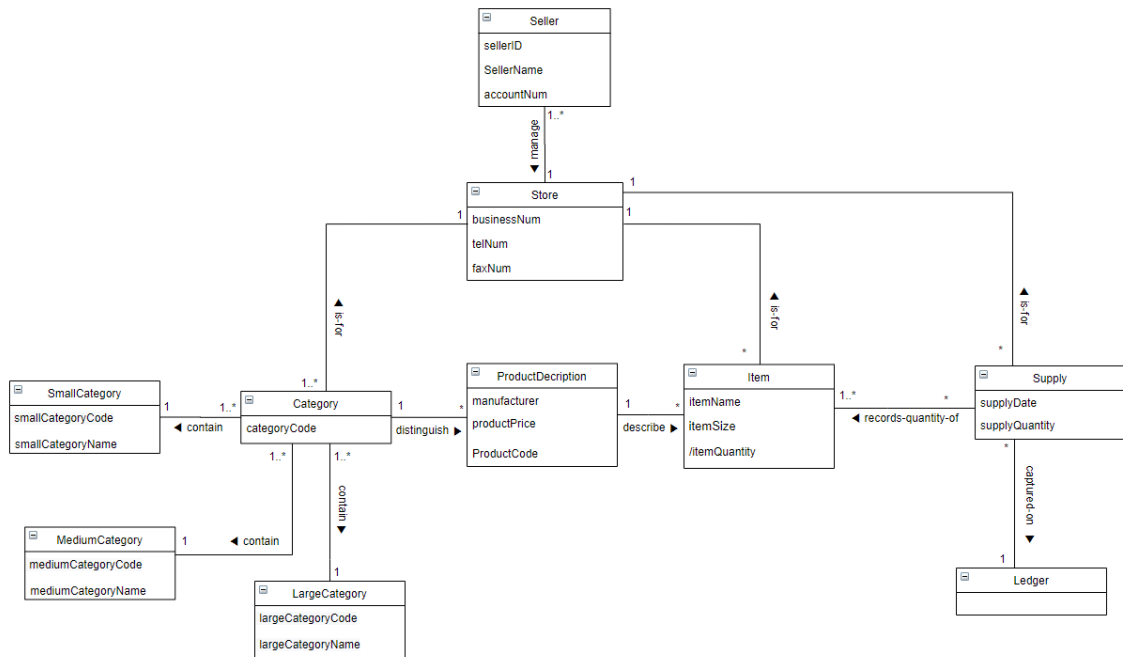 Seller
sellerID
SellerName
accountNum
1..*
manage
1
Store
businessNum
telNum
faxNum
1
1
1
is-for
is-for
is-for
1..*
*
*
SmallCategory
smallCategoryCode
smallCategoryName
1
1..*
contain
Category
categoryCode
1
*
distinguish
ProductDecription
manufacturer
productPrice
ProductCode
1
*
describe
Item
itemName
itemSize
/itemQuantity
1..*
*
records-quantity-of
Supply
supplyDate
supplyQuantity
1..*
1..*
*
contain
captured-on
MediumCategory
mediumCategoryCode
mediumCategoryName
1
contain
1
LargeCategory
largeCategoryCode
largeCategoryName
1
Ledger